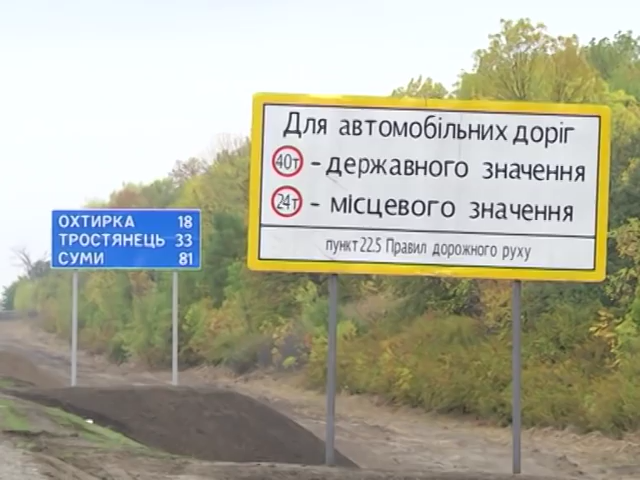 ОХТИРКА 18
ТРОСТЯНЕЦЬ 33
СУМИ 81
Для автомобільних доріг
40т - державного значення
24т - місцевого значення
пункт 22.5 Правил дорожного руху